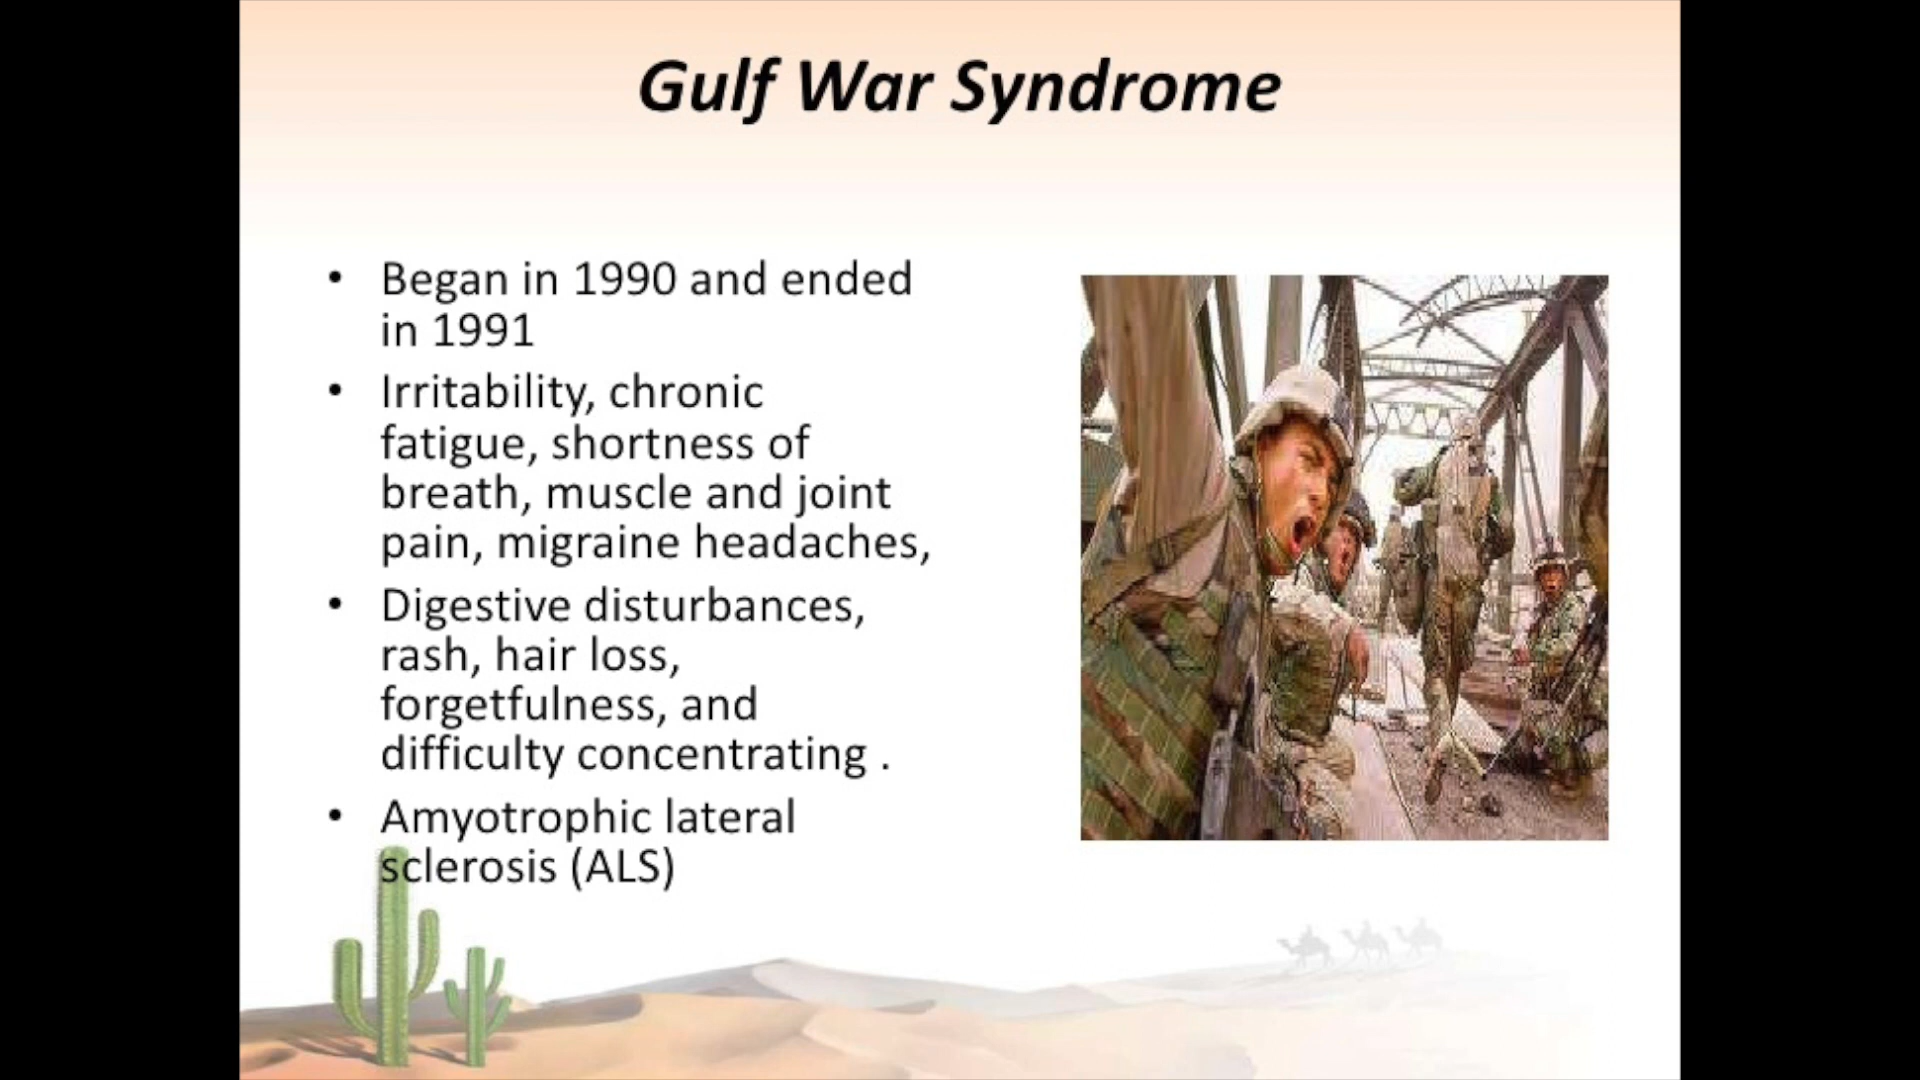 Gulf War Syndrome
• Began in 1990 and ended
in 1991
• Irritability, chronic
fatigue, shortness of
breath, muscle and joint
pain, migraine headaches,
• Digestive disturbances,
rash, hair loss,
forgetfulness, and
difficulty concentrating .
• Amyotrophic lateral
sclerosis (ALS)